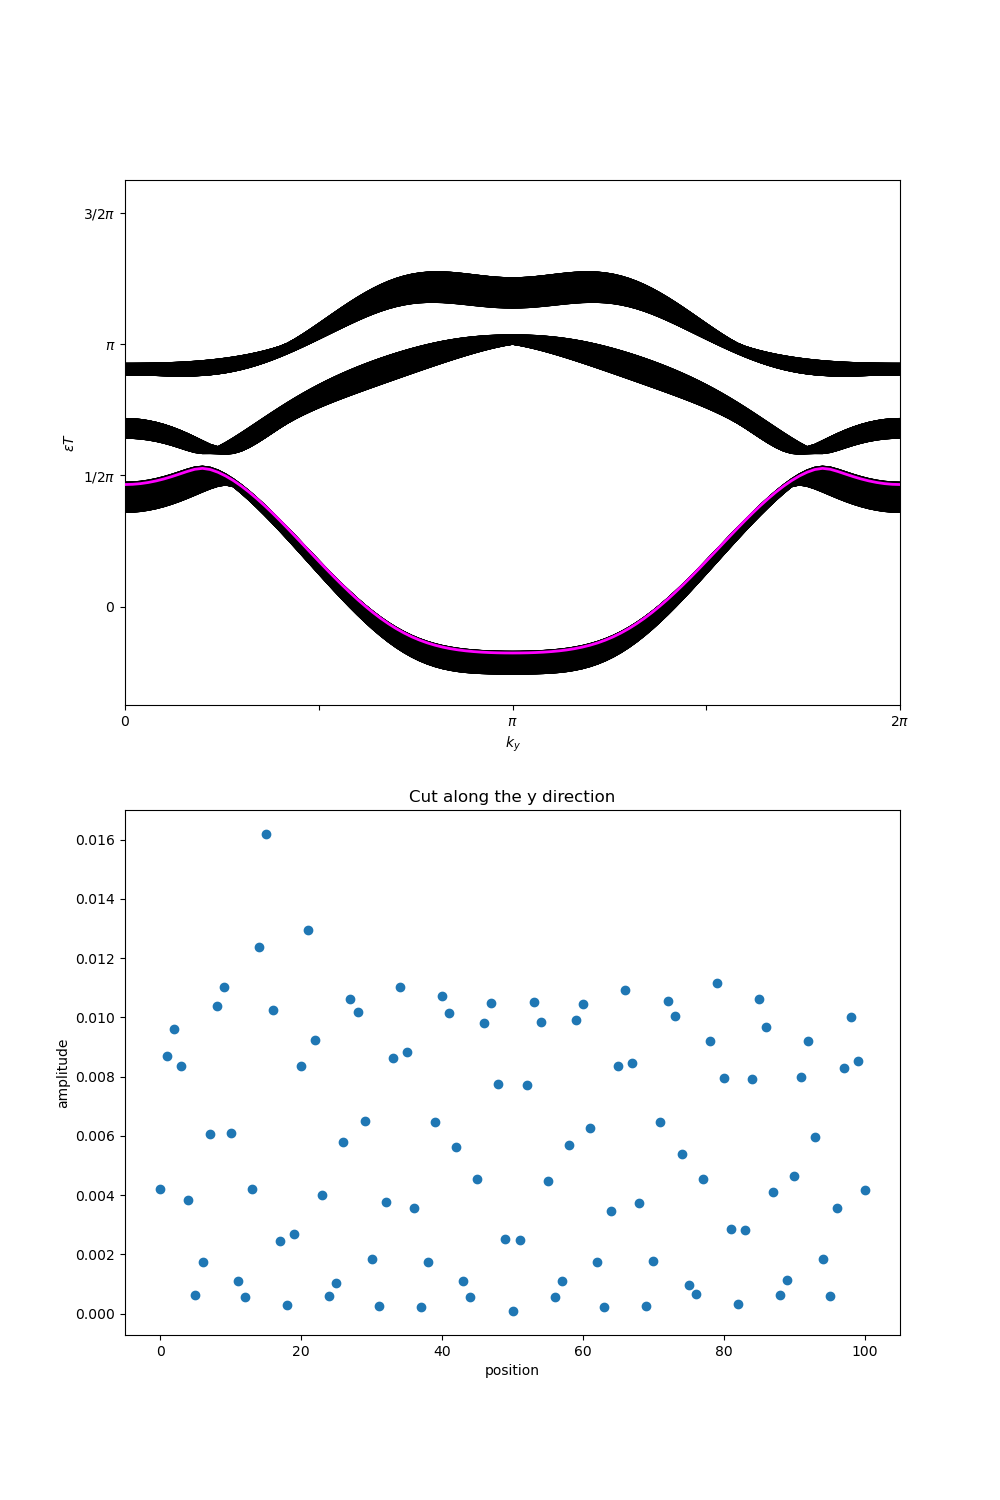 3/2π
π
1/2π
0
εT
0
π
2π
k_y
Cut along the y direction
0.016
0.014
0.012
0.010
0.008
0.006
0.004
0.002
0.000
amplitude
0
20
40
60
80
100
position